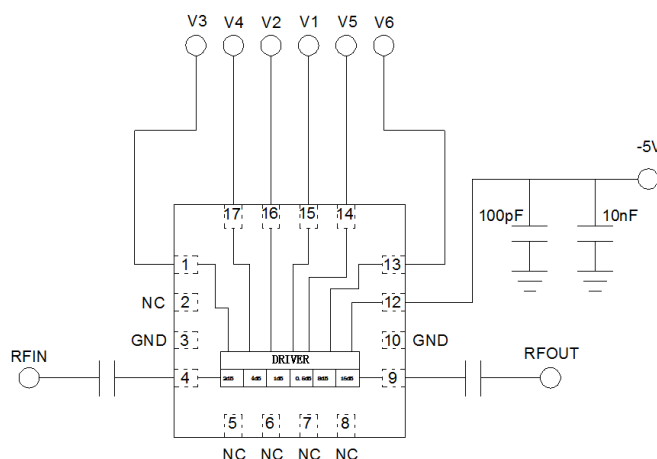 V3 V4 V2 V1 V5 V6
-5V
17 16 15 14
100pF 10nF
1 13
NC 2 12
GND 3 10 GND
DRIVER
RFIN RFOUT
4 2dB 4dB 1dB 0.5dB 8dB 16dB 9
5 6 7 8
NC NC NC NC